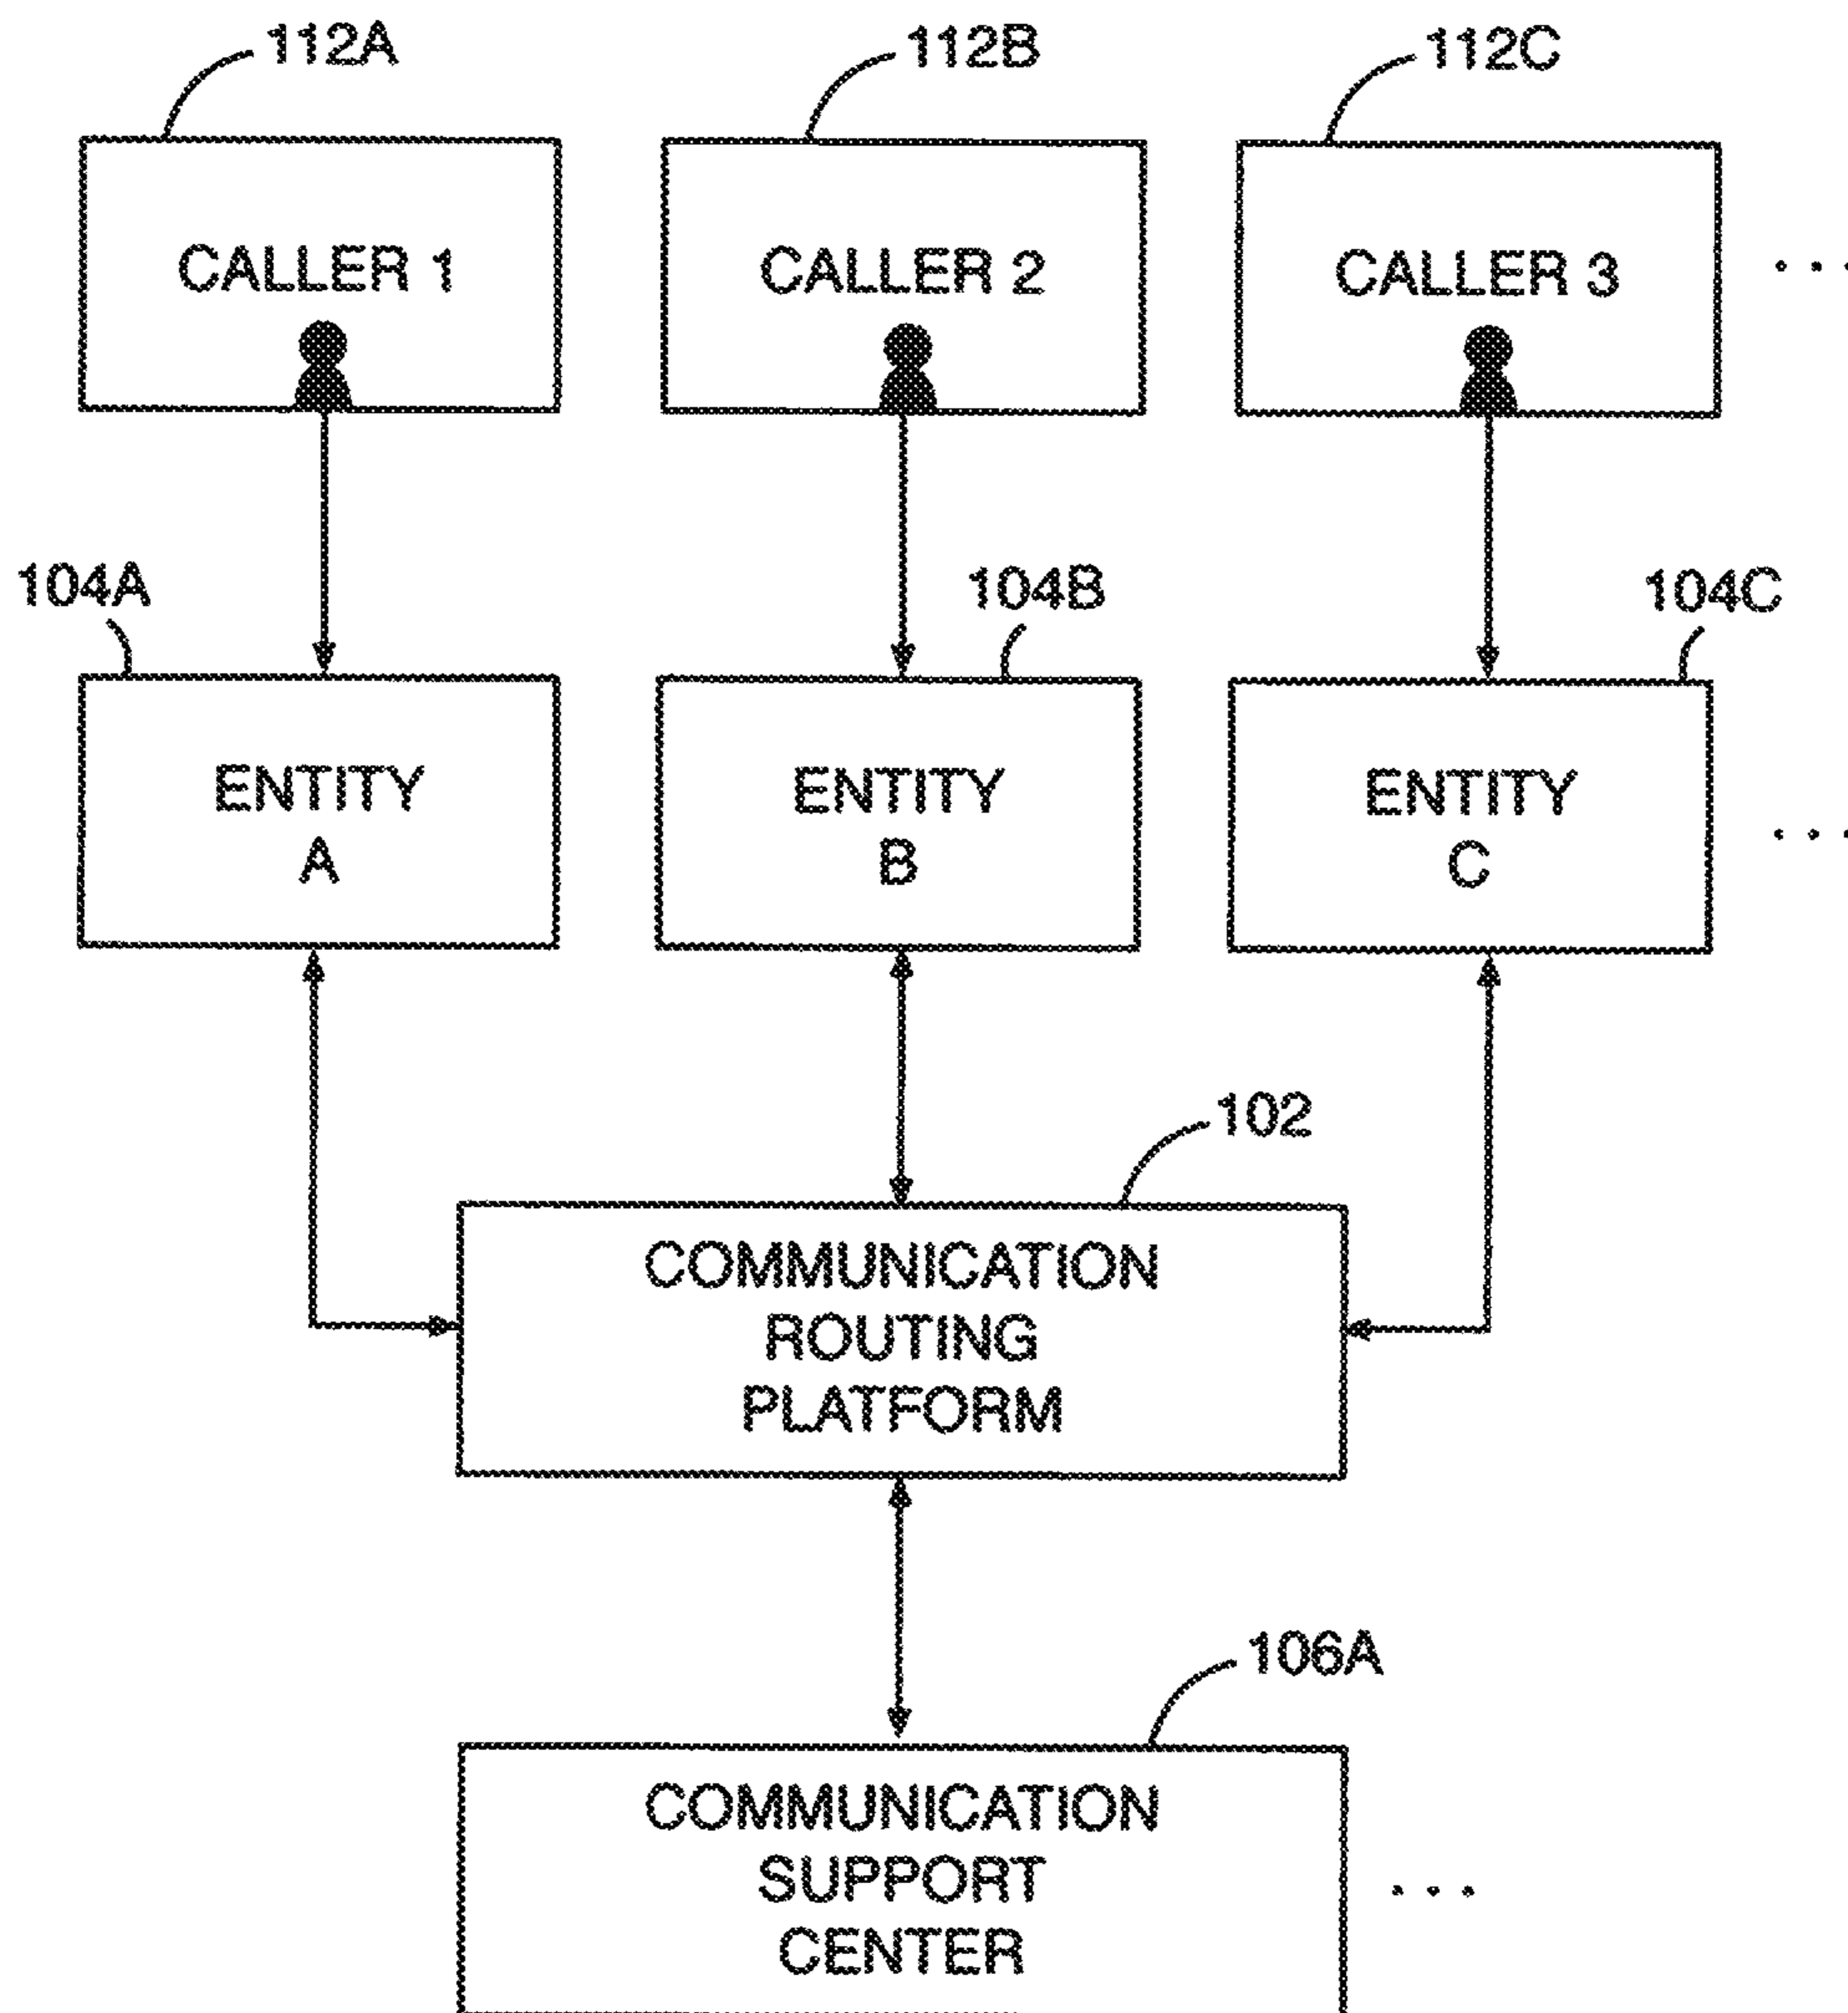 112A
112B
112C
CALLER 1
CALLER 2
CALLER 3
...
104A
104B
104C
ENTITY
A
ENTITY
B
ENTITY
C
...
102
COMMUNICATION
ROUTING
PLATFORM
106A
COMMUNICATION
SUPPORT
CENTER
...